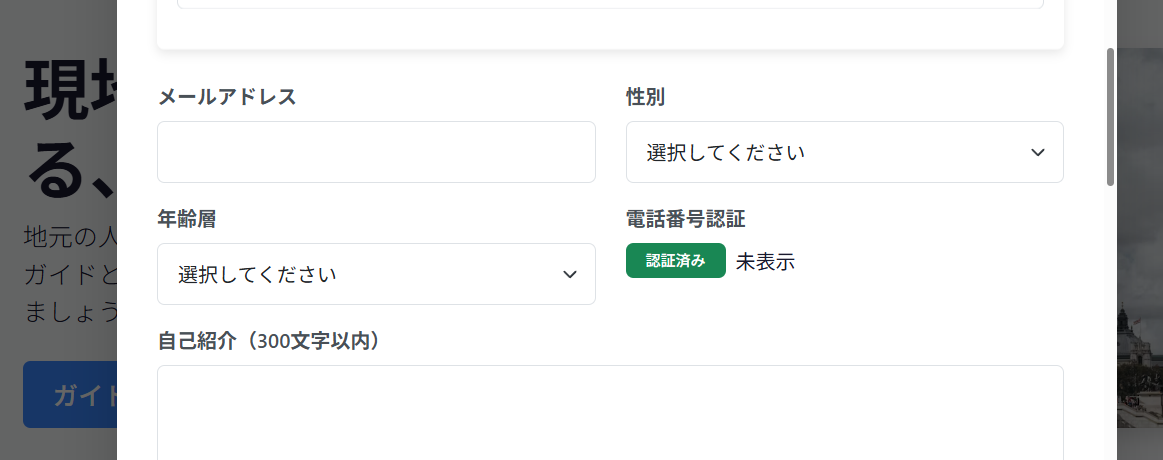 現地
る、
地元の人
ガイドと
ましょう
ガイド
メールアドレス
性別
選択してください
年齢層
電話番号認証
選択してください
認証済み 未表示
自己紹介（300文字以内）